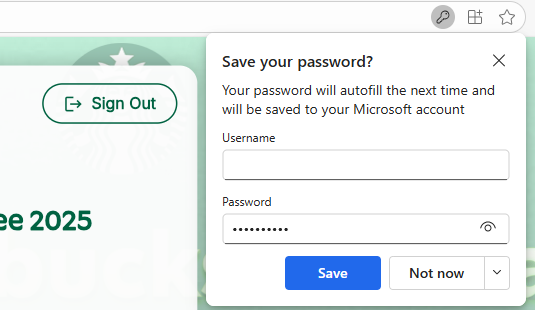 Save your password?
Your password will autofill the next time and
will be saved to your Microsoft account
Username
Password
••••••••••
Save
Not now
Sign Out
ee 2025